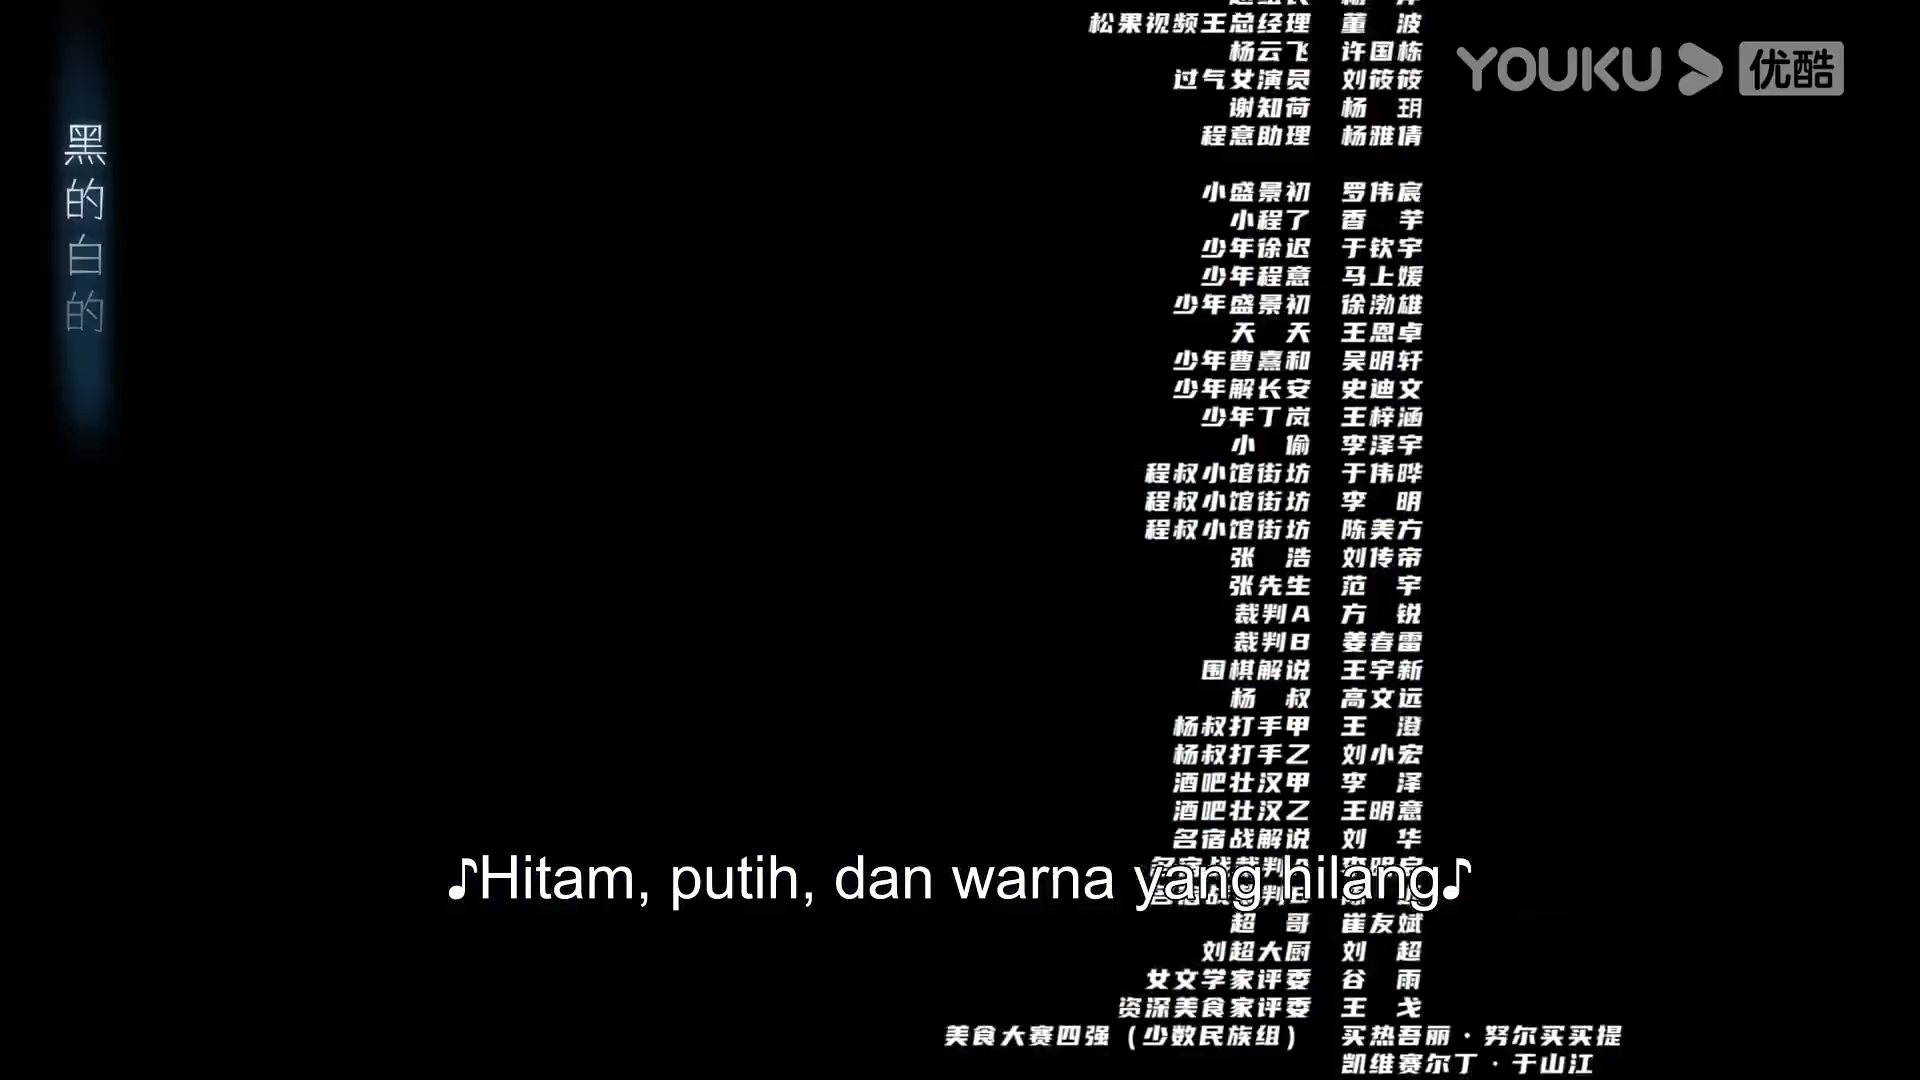 松果视频王总经理 董 波
杨云飞 许国栋
过气女演员 刘筱筱
谢知荷 杨 玥
程意助理 杨雅倩
YOUKU 优酷
黑的白的
小盛景初 罗伟宸
小程了 香 芋
少年徐迟 于钦宇
少年程意 马上媛
少年盛景初 徐渤雄
天 天 王恩卓
少年曹熹和 吴明轩
少年解长安 史迪文
少年丁岚 王梓涵
小 偷 李泽宇
程叔小馆街坊 于伟晔
程叔小馆街坊 李 明
程叔小馆街坊 陈美方
张 浩 刘传帝
张先生 范 宇
裁判A 方 锐
裁判B 姜春雷
围棋解说 王宇新
杨 叔 高文远
杨叔打手甲 王 澄
杨叔打手乙 刘小宏
酒吧壮汉甲 李 泽
酒吧壮汉乙 王明意
名宿战解说 刘 华
♪Hitam, putih, dan warna yang hilang♪
超 哥 崔友斌
刘超大厨 刘 超
女文学家评委 谷 雨
资深美食家评委 王 戈
美食大赛四强（少数民族组） 买热吾丽·努尔买买提
凯维赛尔丁·于山江